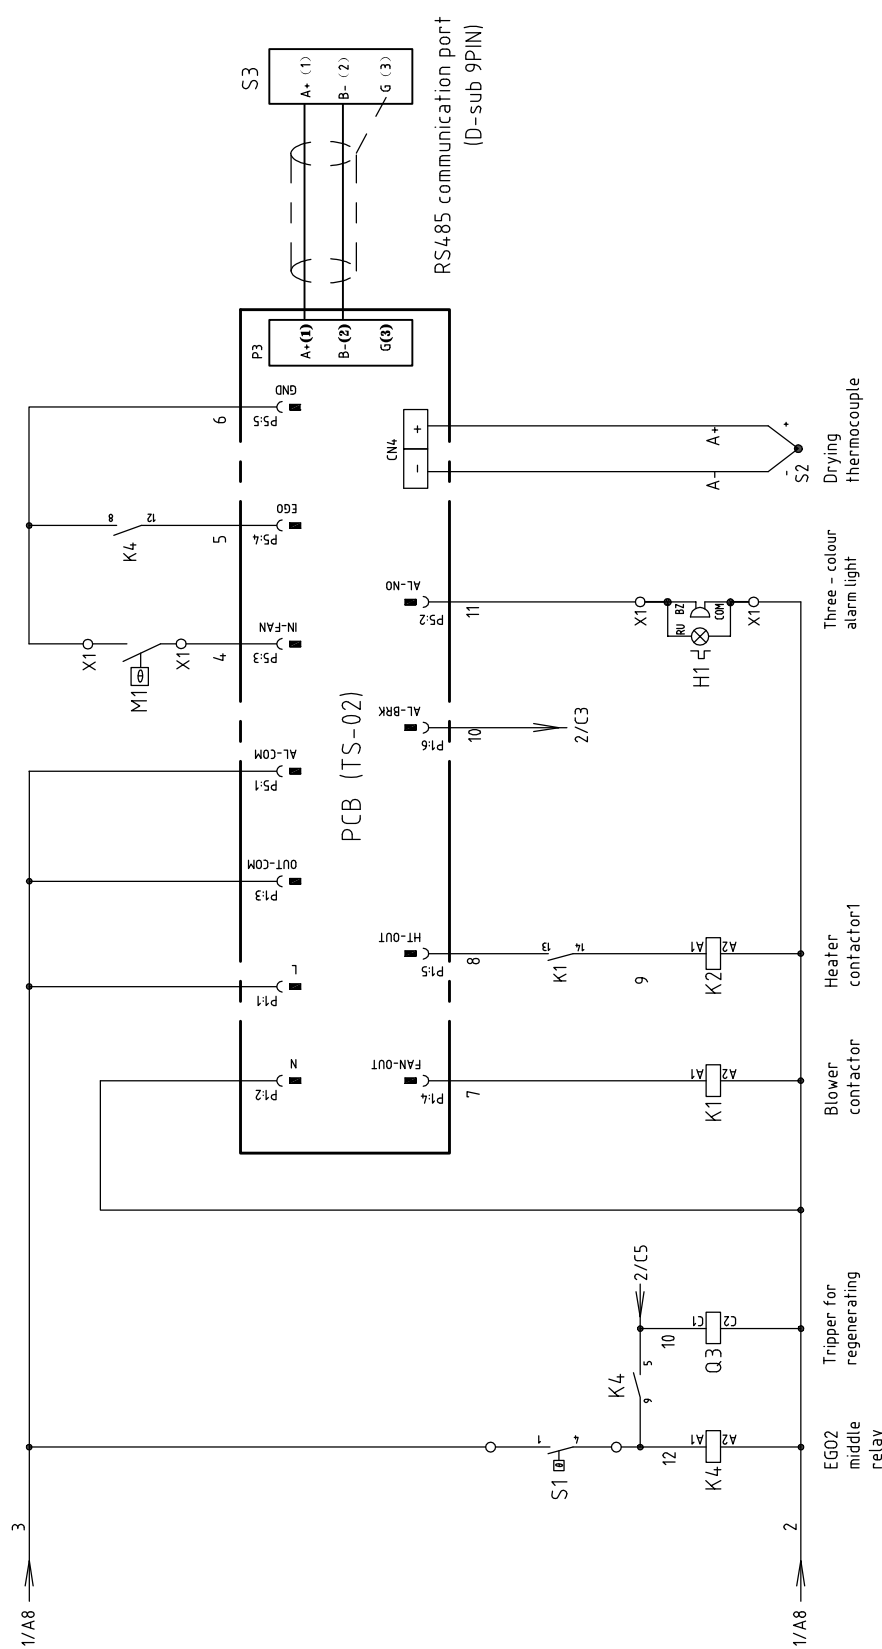 S3
A+ (1)
B- (2)
G (3)
RS485 communication port
(D-sub 9PIN)
P3
A+(1)
B-(2)
G(3)
PCB (TS-02)
6
P5:5
GND
8
12
K4
5
P5:4
EGO
X1
M1
θ
X1
4
P5:3
IN-FAN
P5:1
AL-COM
P1:3
OUT-COM
P1:1
L
P1:2
N
CN4
+
-
A+
A-
+
-
S2
Drying
thermocouple
AL-NO
P5:2
11
X1
RU
BZ
COM
X1
H1
Three - colour
alarm light
AL-BRK
P1:6
10
2/C3
HT-OUT
P1:5
8
13
14
K1
9
A1
A2
K2
Heater
contactor1
FAN-OUT
P1:4
7
A1
A2
K1
Blower
contactor
2/C5
10
C1
C2
Q3
Tripper for
regenerating
K4
5
9
1
4
S1
θ
12
A1
A2
K4
EGO2
middle
relay
3
1/A8
2
1/A8